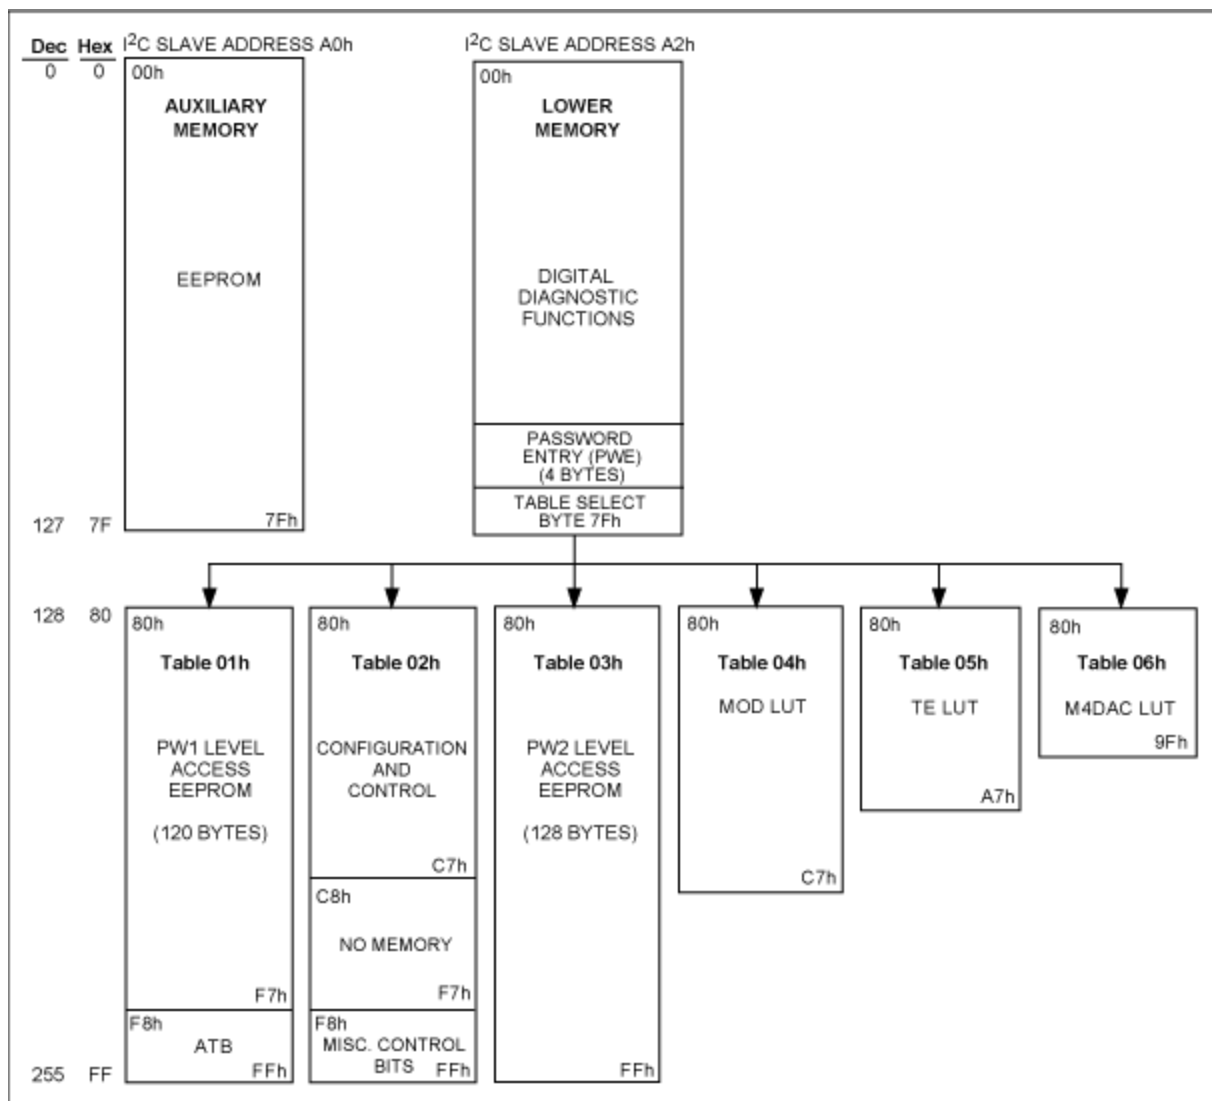 Dec Hex I²C SLAVE ADDRESS A0h
I²C SLAVE ADDRESS A2h
0 0 00h
AUXILIARY
MEMORY
EEPROM
127 7F 7Fh
00h
LOWER
MEMORY
DIGITAL
DIAGNOSTIC
FUNCTIONS
PASSWORD
ENTRY (PWE)
(4 BYTES)
TABLE SELECT
BYTE 7Fh
128 80
80h
Table 01h
PW1 LEVEL
ACCESS
EEPROM
(120 BYTES)
F7h
F8h
ATB
FFh
255 FF
80h
Table 02h
CONFIGURATION
AND
CONTROL
C7h
C8h
NO MEMORY
F7h
F8h
MISC. CONTROL
BITS FFh
80h
Table 03h
PW2 LEVEL
ACCESS
EEPROM
(128 BYTES)
FFh
80h
Table 04h
MOD LUT
C7h
80h
Table 05h
TE LUT
A7h
80h
Table 06h
M4DAC LUT
9Fh